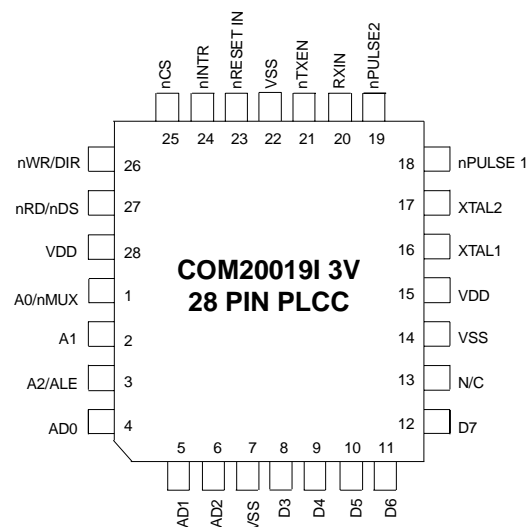 nCS
nINTR
nRESET IN
VSS
nTXEN
RXIN
nPULSE2
25 24 23 22 21 20 19
nWR/DIR 26
18 nPULSE 1
nRD/nDS 27
17 XTAL2
VDD 28
16 XTAL1
COM20019I 3V
28 PIN PLCC
A0/nMUX 1
15 VDD
A1 2
14 VSS
A2/ALE 3
13 N/C
AD0 4
12 D7
5 6 7 8 9 10 11
AD1
AD2
VSS
D3
D4
D5
D6